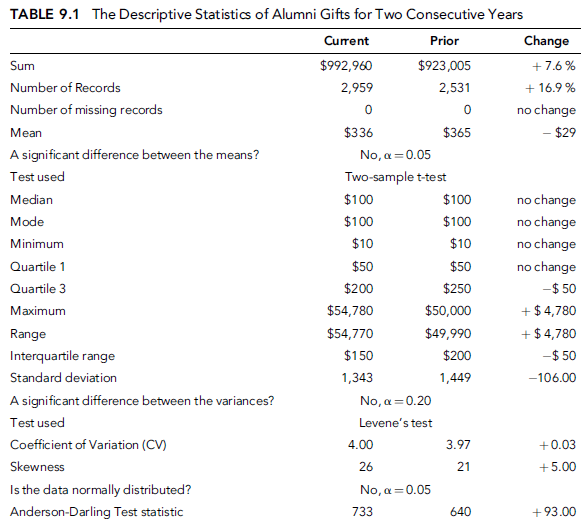 TABLE 9.1 The Descriptive Statistics of Alumni Gifts for Two Consecutive Years
Current Prior Change
Sum $992,960 $923,005 +7.6%
Number of Records 2,959 2,531 +16.9%
Number of missing records 0 0 no change
Mean $336 $365 −$29
A significant difference between the means? No, α=0.05
Test used Two-sample t-test
Median $100 $100 no change
Mode $100 $100 no change
Minimum $10 $10 no change
Quartile 1 $50 $50 no change
Quartile 3 $200 $250 −$50
Maximum $54,780 $50,000 +$4,780
Range $54,770 $49,990 +$4,780
Interquartile range $150 $200 −$50
Standard deviation 1,343 1,449 −106.00
A significant difference between the variances? No, α=0.20
Test used Levene's test
Coefficient of Variation (CV) 4.00 3.97 +0.03
Skewness 26 21 +5.00
Is the data normally distributed? No, α=0.05
Anderson-Darling Test statistic 733 640 +93.00